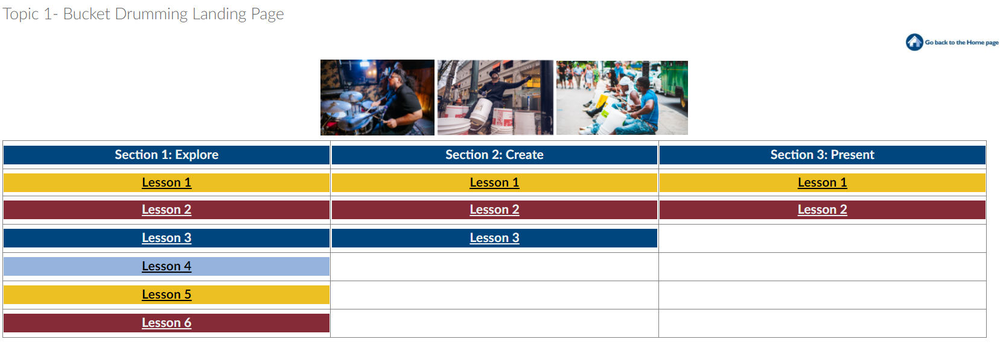 Topic 1- Bucket Drumming Landing Page
Go back to the Home page
Section 1: Explore Section 2: Create Section 3: Present
Lesson 1 Lesson 1 Lesson 1
Lesson 2 Lesson 2 Lesson 2
Lesson 3 Lesson 3
Lesson 4
Lesson 5
Lesson 6